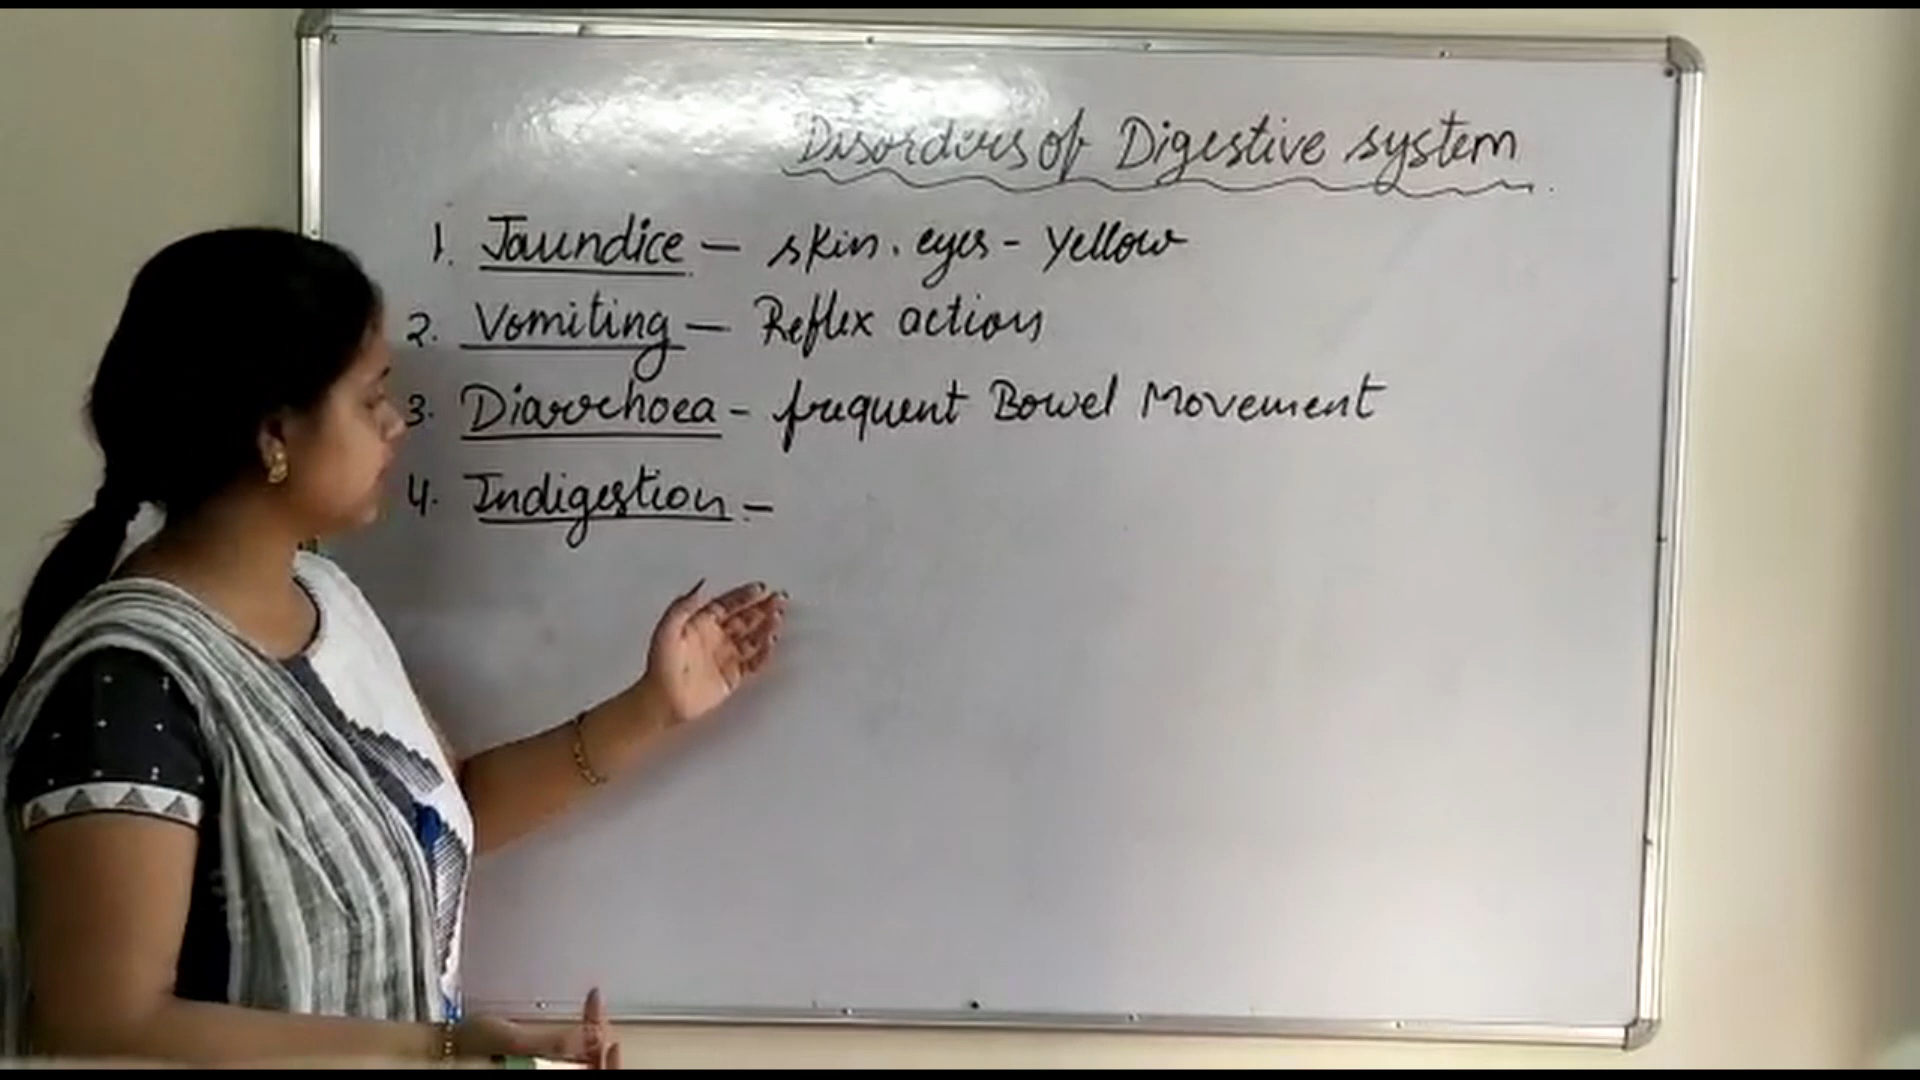 Disorders of Digestive system
1. Jaundice – skin. eyes - Yellow
2. Vomiting – Reflex action
3. Diarrhoea - frequent Bowel Movement
4. Indigestion -